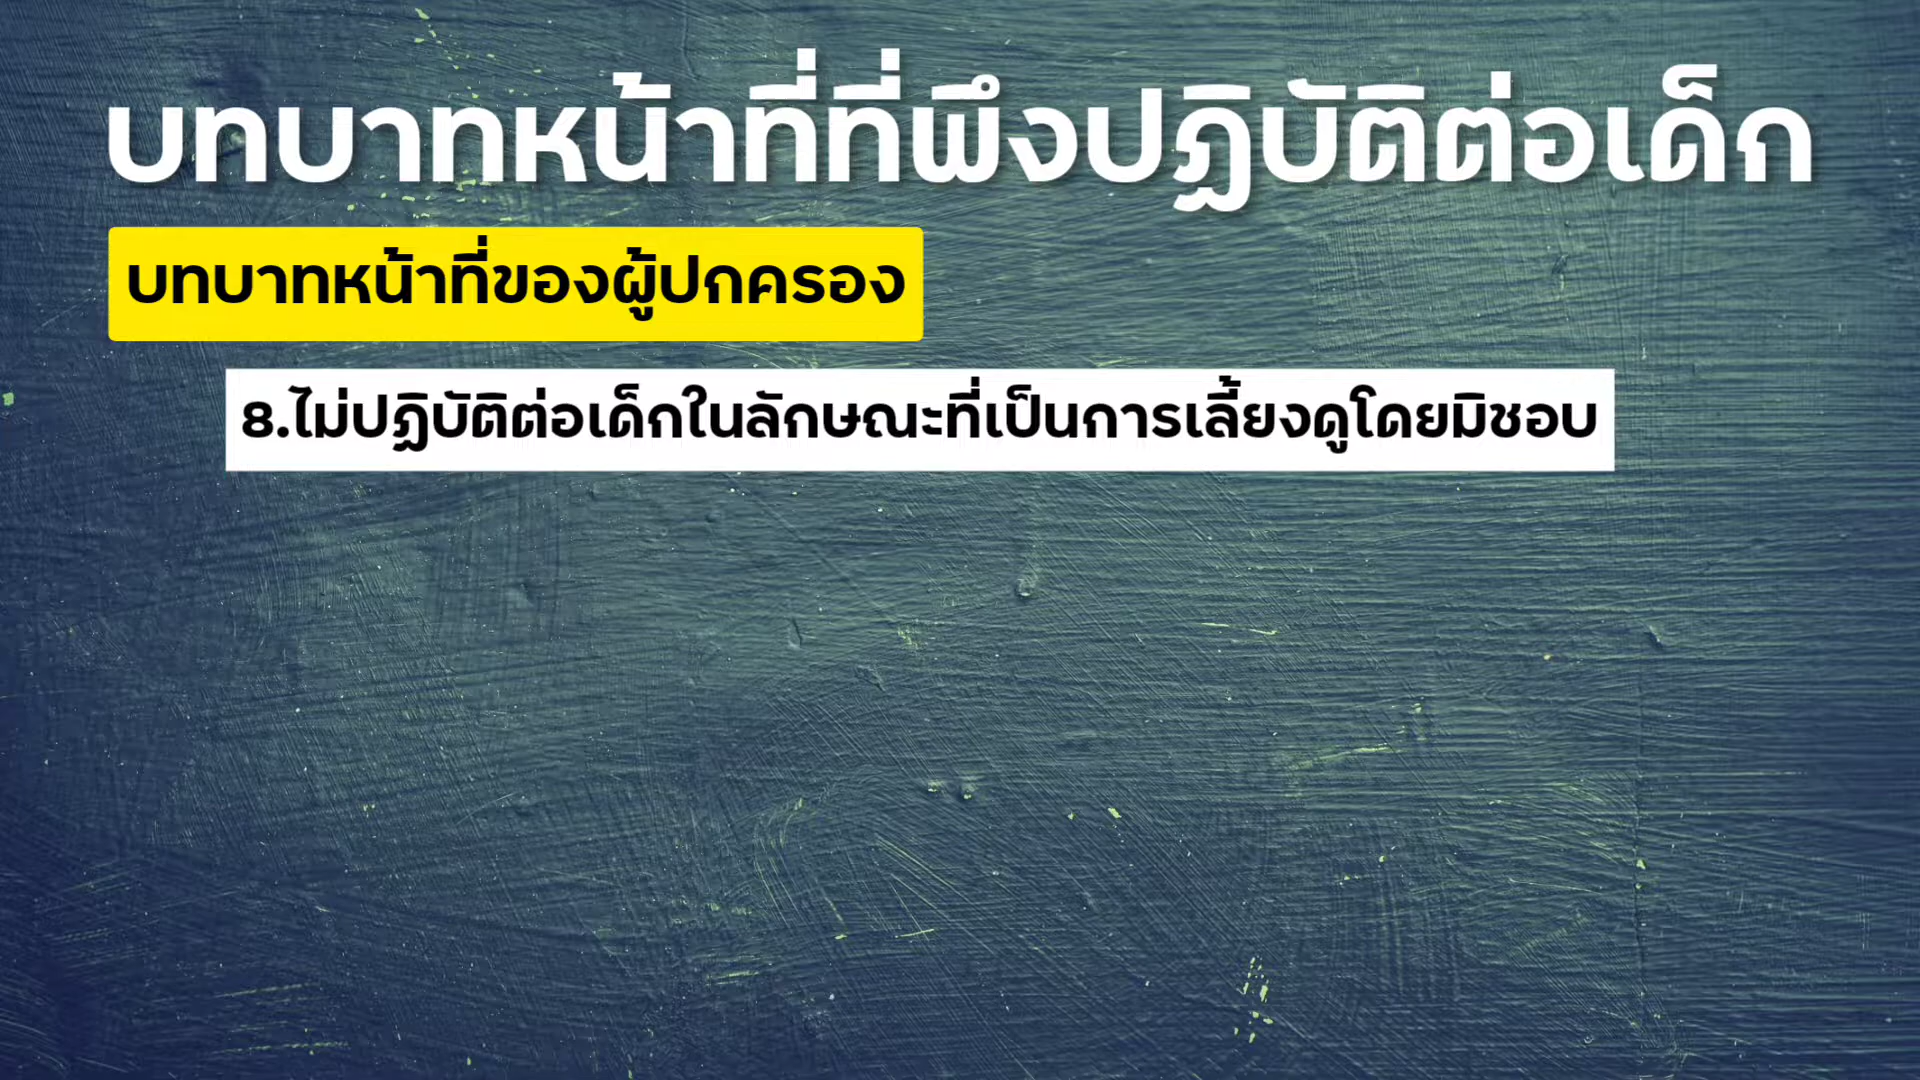 บทบาทหน้าที่ที่พึงปฏิบัติต่อเด็ก
บทบาทหน้าที่ของผู้ปกครอง
8.ไม่ปฏิบัติต่อเด็กในลักษณะที่เป็นการเลี้ยงดูโดยมิชอบ